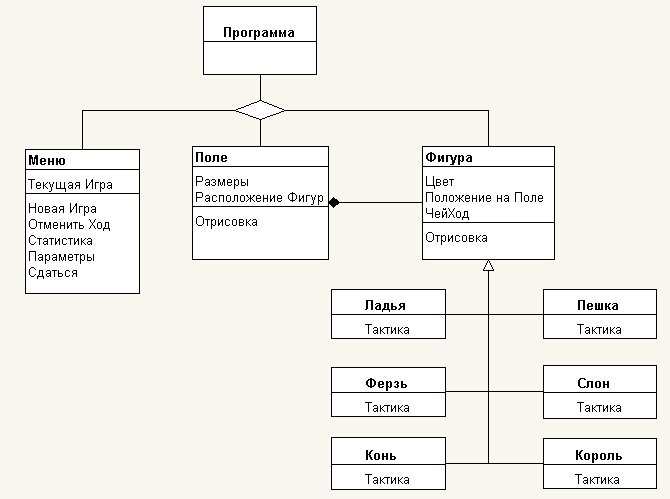 Программа
Меню
Текущая Игра
Новая Игра
Отменить Ход
Статистика
Параметры
Сдаться
Поле
Размеры
Расположение Фигур
Отрисовка
Фигура
Цвет
Положение на Поле
ЧейХод
Отрисовка
Ладья
Тактика
Пешка
Тактика
Ферзь
Тактика
Слон
Тактика
Конь
Тактика
Король
Тактика